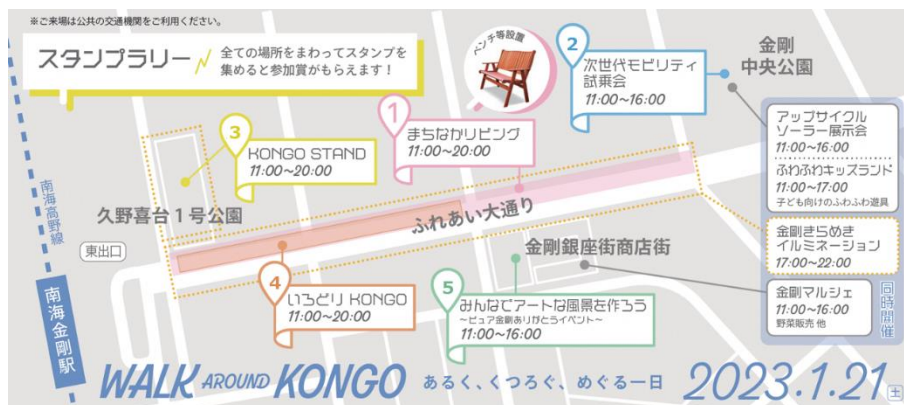 ※ご来場は公共の交通機関をご利用ください。
スタンプラリー
全ての場所をまわってスタンプを
集めると参加賞がもらえます！
ベンチ等設置
1
まちなかリビング
11:00~20:00
2
次世代モビリティ
試乗会
11:00~16:00
金剛
中央公園
3
KONGO STAND
11:00~20:00
アップサイクル
ソーラー展示会
11:00~16:00
ふわふわキッズランド
11:00~17:00
子ども向けのふわふわ遊具
南海高野線
久野喜台1号公園
ふれあい大通り
東出口
金剛銀座街商店街
金剛きらめき
イルミネーション
17:00~22:00
南海金剛駅
4
いろどり KONGO
11:00~20:00
5
みんなでアートな風景を作ろう
~ピュア金剛ありがとうイベント~
11:00~16:00
金剛マルシェ
11:00~16:00
野菜販売 他
同時開催
WALK AROUND KONGO
あるく、くつろぐ、めぐる一日
2023.1.21 土